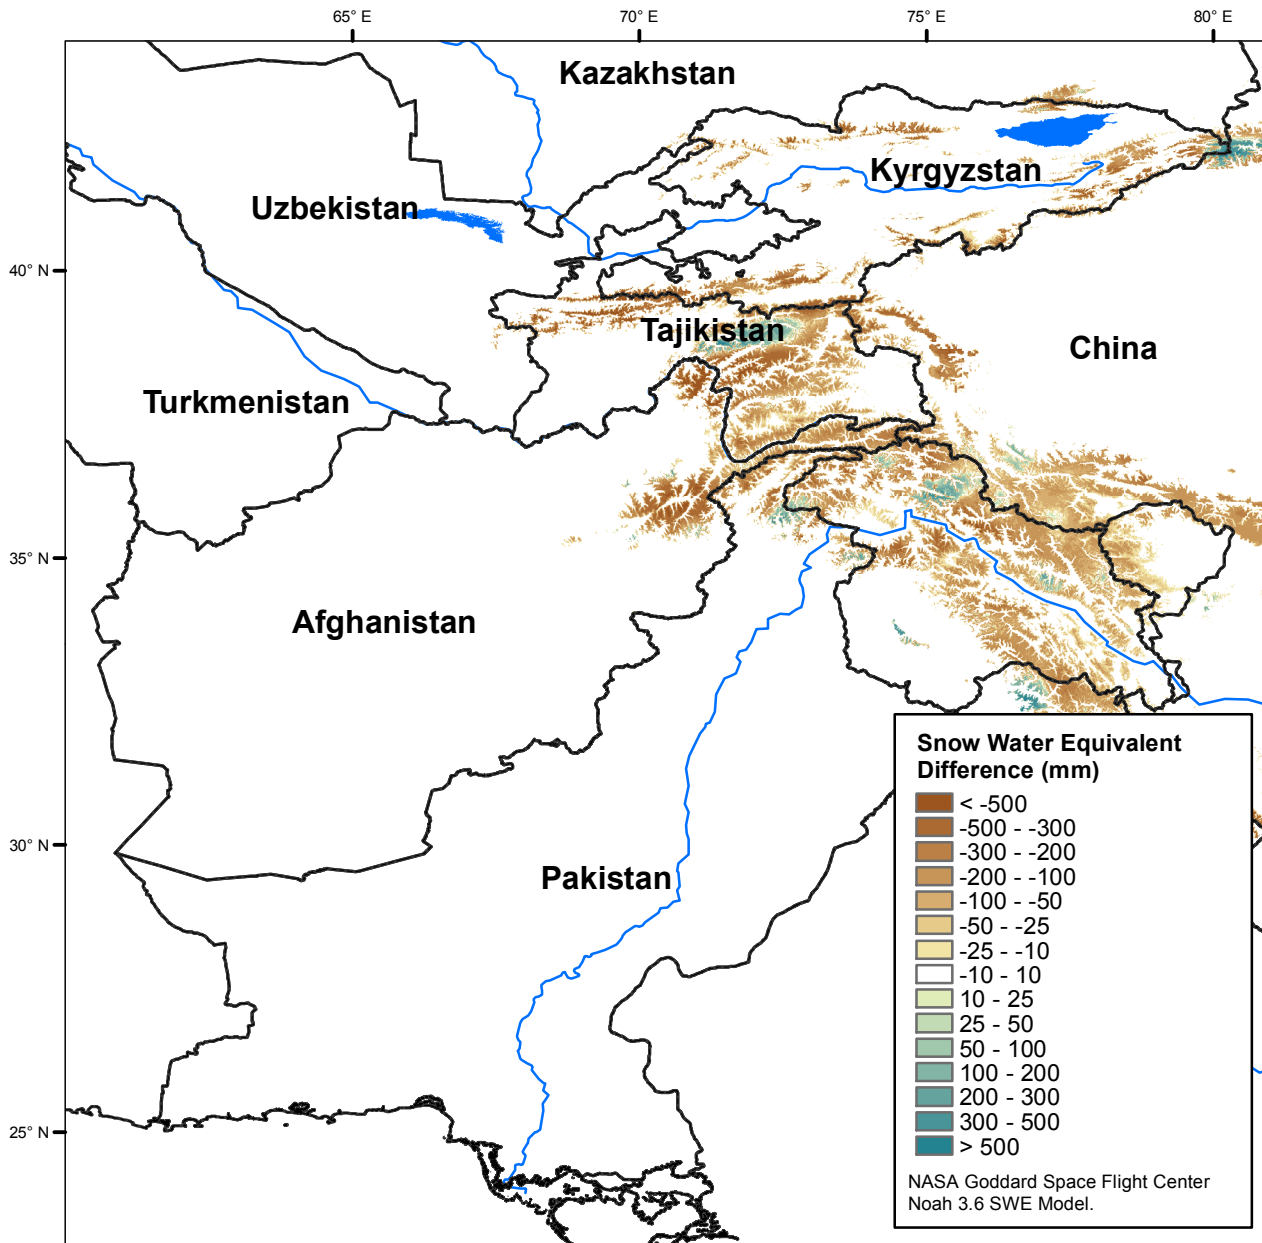 65° E
70° E
75° E
80° E
Kazakhstan
Kyrgyzstan
Uzbekistan
40° N
Tajikistan
China
Turkmenistan
35° N
Afghanistan
30° N
Pakistan
25° N
Snow Water Equivalent
Difference (mm)
< -500
-500 - -300
-300 - -200
-200 - -100
-100 - -50
-50 - -25
-25 - -10
-10 - 10
10 - 25
25 - 50
50 - 100
100 - 200
200 - 300
300 - 500
> 500
NASA Goddard Space Flight Center
Noah 3.6 SWE Model.